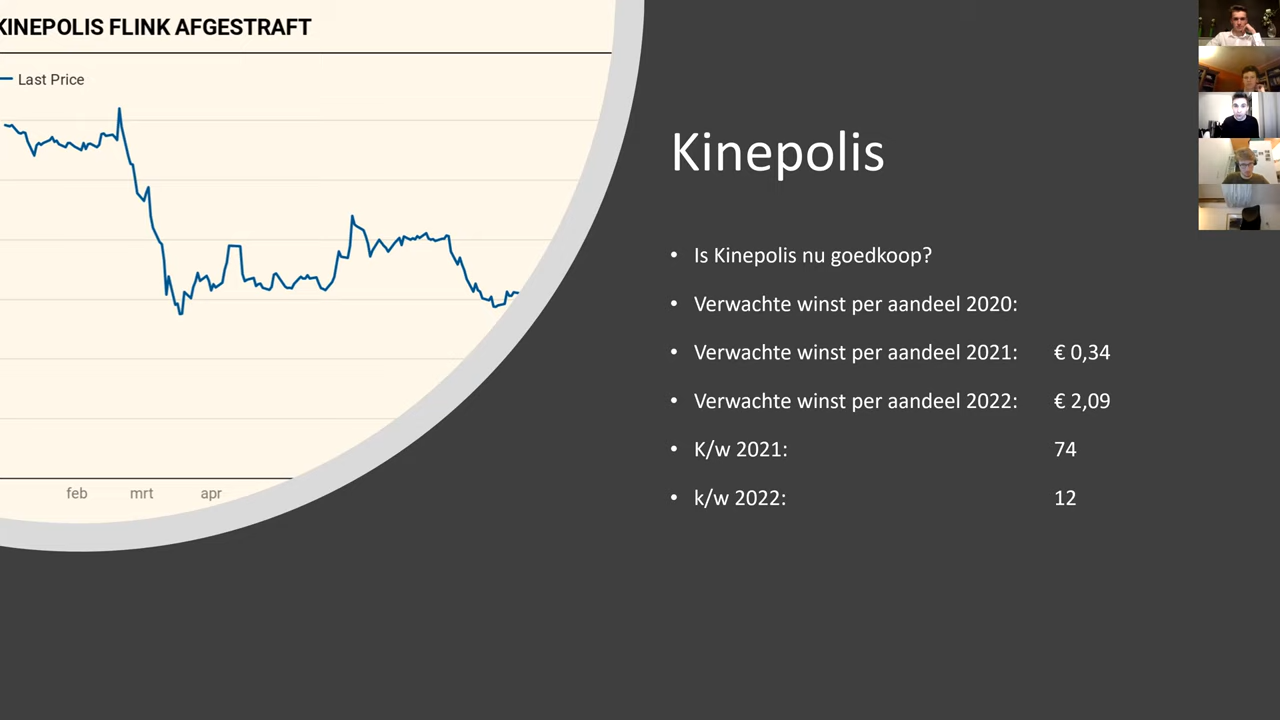 KINEPOLIS FLINK AFGESTRAFT
Last Price
feb mrt apr
Kinepolis
• Is Kinepolis nu goedkoop?
• Verwachte winst per aandeel 2020:
• Verwachte winst per aandeel 2021: € 0,34
• Verwachte winst per aandeel 2022: € 2,09
• K/w 2021: 74
• k/w 2022: 12